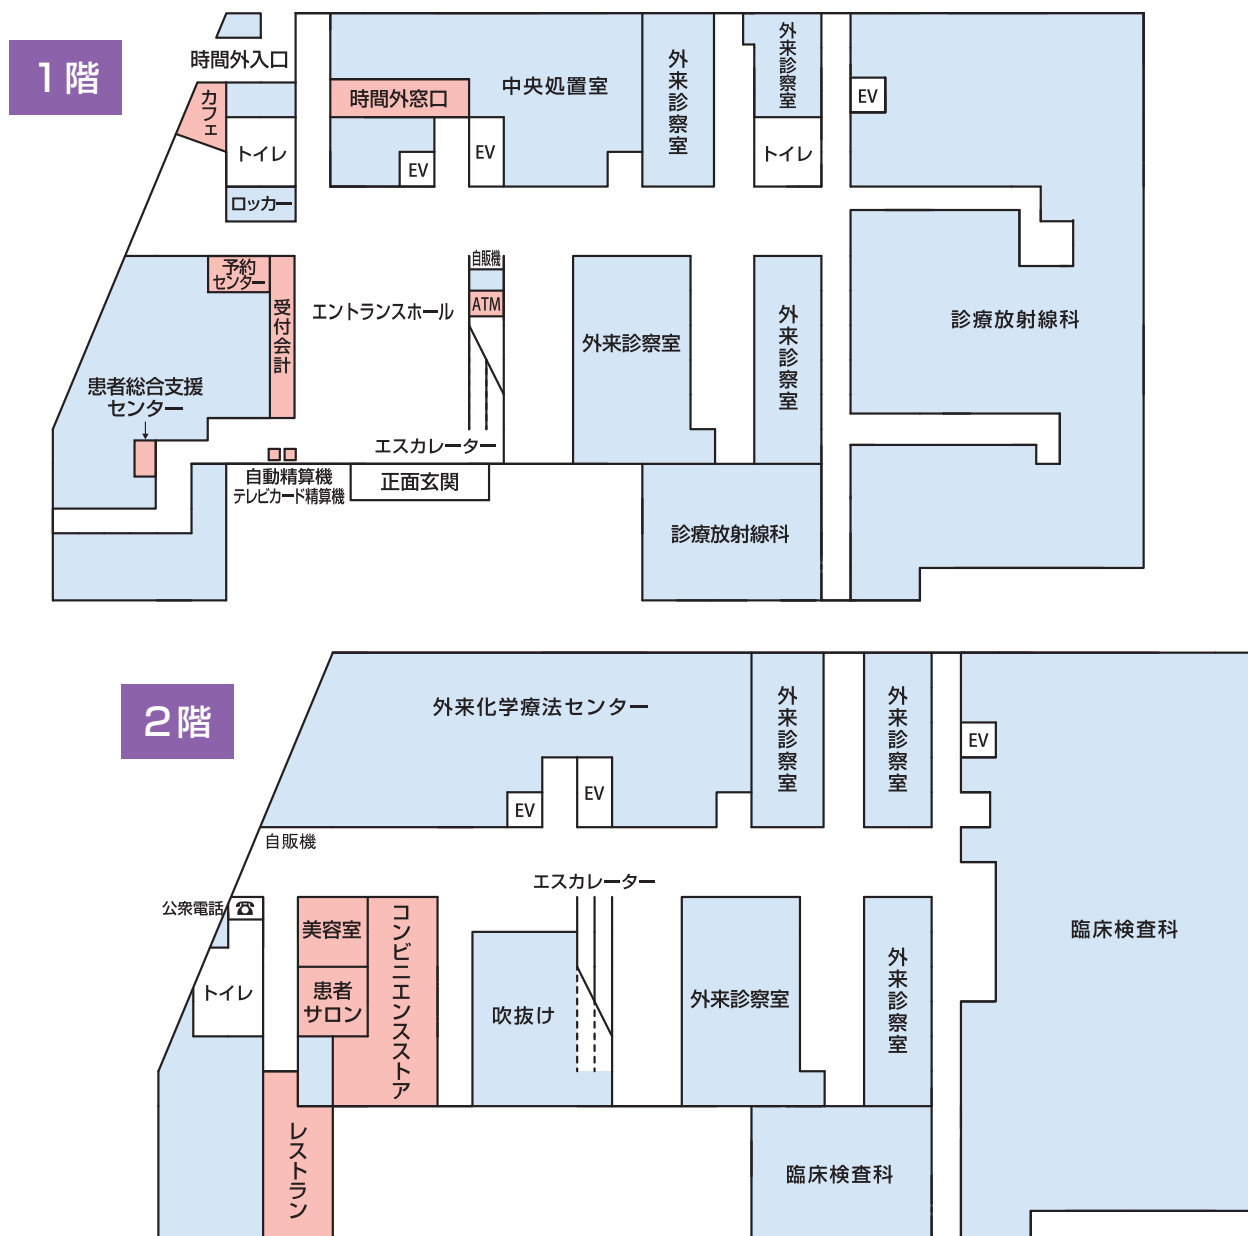 1階
時間外入口
カフェ
トイレ
ロッカー
時間外窓口
中央処置室
EV
EV
外来診察室
外来診察室
トイレ
EV
予約
センター
受付会計
エントランスホール
自販機
ATM
外来診察室
外来診察室
診療放射線科
患者総合支援
センター
エスカレーター
自動精算機
テレビカード精算機
正面玄関
診療放射線科
2階
外来化学療法センター
外来診察室
外来診察室
EV
EV
EV
自販機
エスカレーター
公衆電話
美容室
コンビニエンスストア
トイレ
患者
サロン
吹抜け
外来診察室
外来診察室
臨床検査科
レストラン
臨床検査科